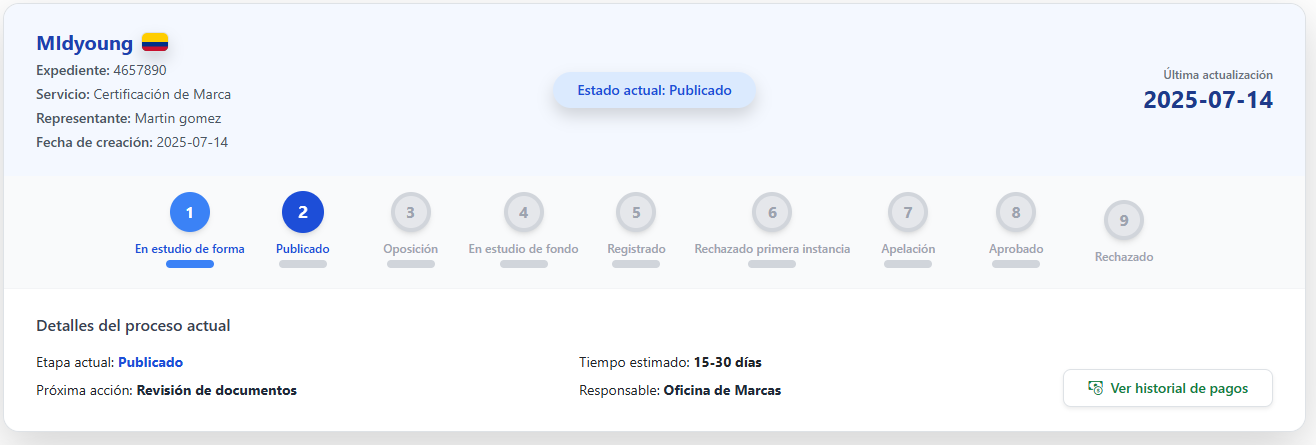 MIdyoung
Expediente: 4657890
Servicio: Certificación de Marca
Representante: Martin gomez
Fecha de creación: 2025-07-14
Estado actual: Publicado
Última actualización
2025-07-14
1
En estudio de forma
2
Publicado
3
Oposición
4
En estudio de fondo
5
Registrado
6
Rechazado primera instancia
7
Apelación
8
Aprobado
9
Rechazado
Detalles del proceso actual
Etapa actual: Publicado
Tiempo estimado: 15-30 días
Próxima acción: Revisión de documentos
Responsable: Oficina de Marcas
Ver historial de pagos